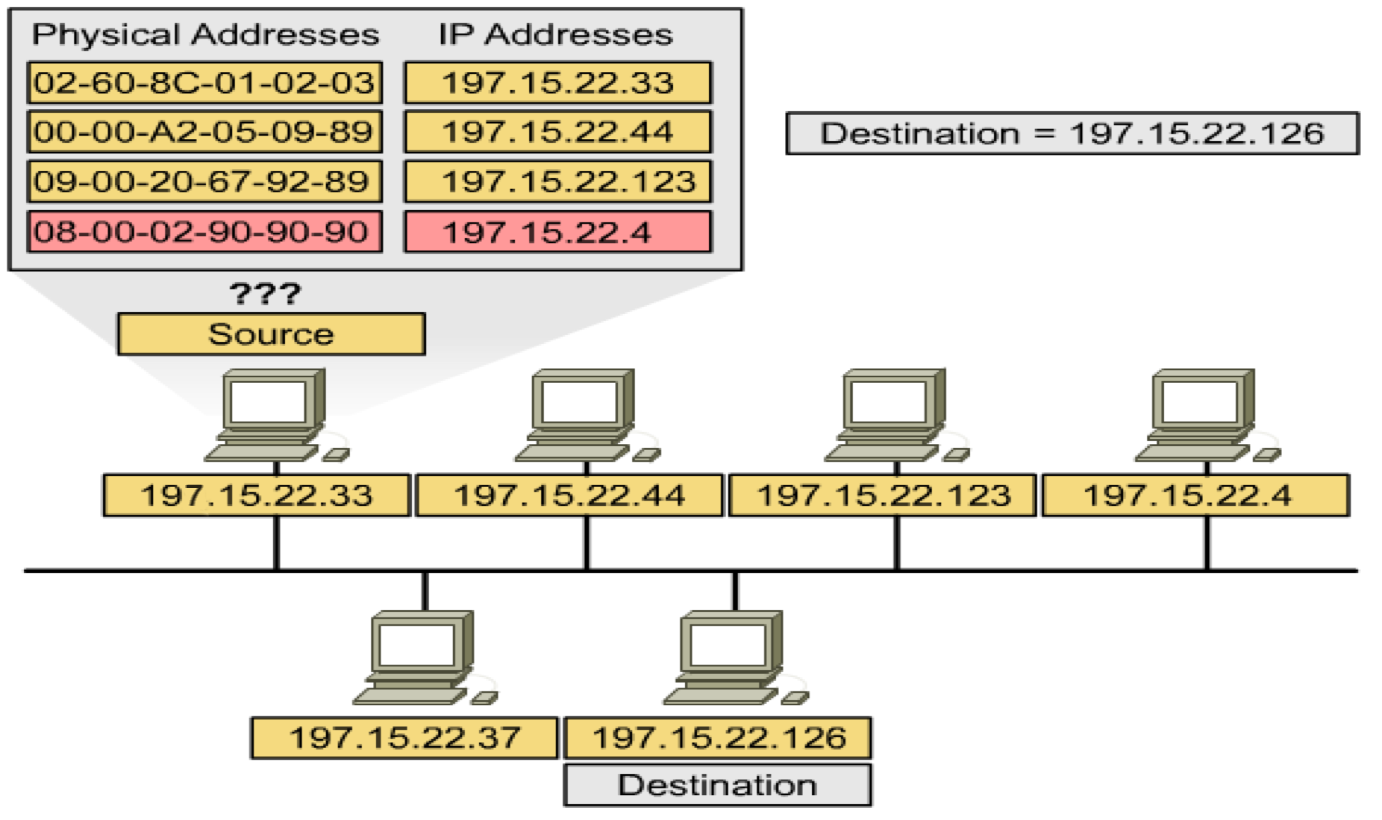 Physical Addresses IP Addresses
02-60-8C-01-02-03 197.15.22.33
00-00-A2-05-09-89 197.15.22.44
09-00-20-67-92-89 197.15.22.123
08-00-02-90-90-90 197.15.22.4
Destination = 197.15.22.126
???
Source
197.15.22.33 197.15.22.44 197.15.22.123 197.15.22.4
197.15.22.37 197.15.22.126
Destination